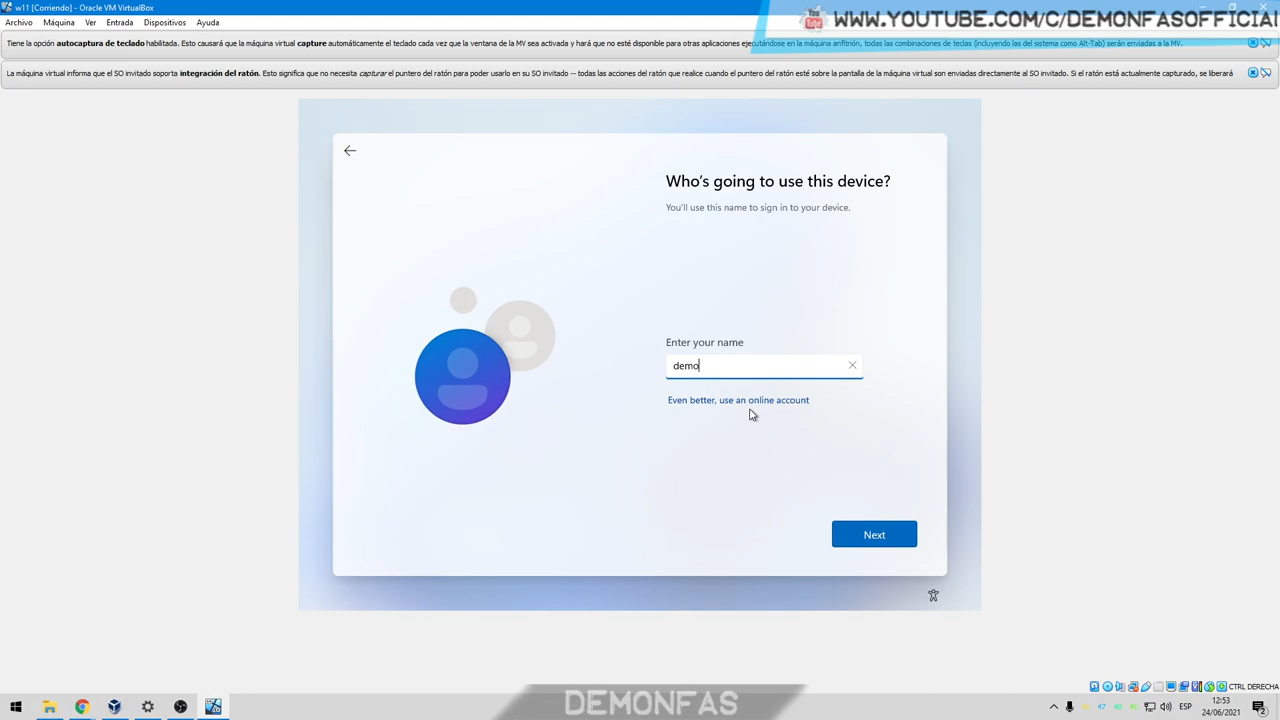 w11 [Corriendo] - Oracle VM VirtualBox
WWW.YOUTUBE.COM/C/DEMONFASOFFICIAL
Archivo Máquina Ver Entrada Dispositivos Ayuda
Tiene la opción autocaptura de teclado habilitada. Esto causará que la máquina virtual capture automáticamente el teclado cada vez que la ventana de la MV sea activada, y hará que no esté disponible para otras aplicaciones ejecutándose en la máquina anfitrión, todas las combinaciones de teclas (incluyendo las del sistema como Alt-Tab) serán enviadas a la MV.
La máquina virtual informa que el SO invitado soporta integración del ratón. Esto significa que no necesita capturar el puntero del ratón para poder usarlo en su SO invitado -- todas las acciones del ratón que realice cuando el puntero del ratón esté sobre la pantalla de la máquina virtual son enviadas directamente al SO invitado. Si el ratón está actualmente capturado, se liberará
Who's going to use this device?
You'll use this name to sign in to your device.
Enter your name
demo
Even better, use an online account
Next
CTRL DERECHA
DEMONFAS
ESP
12:53
24/06/2021